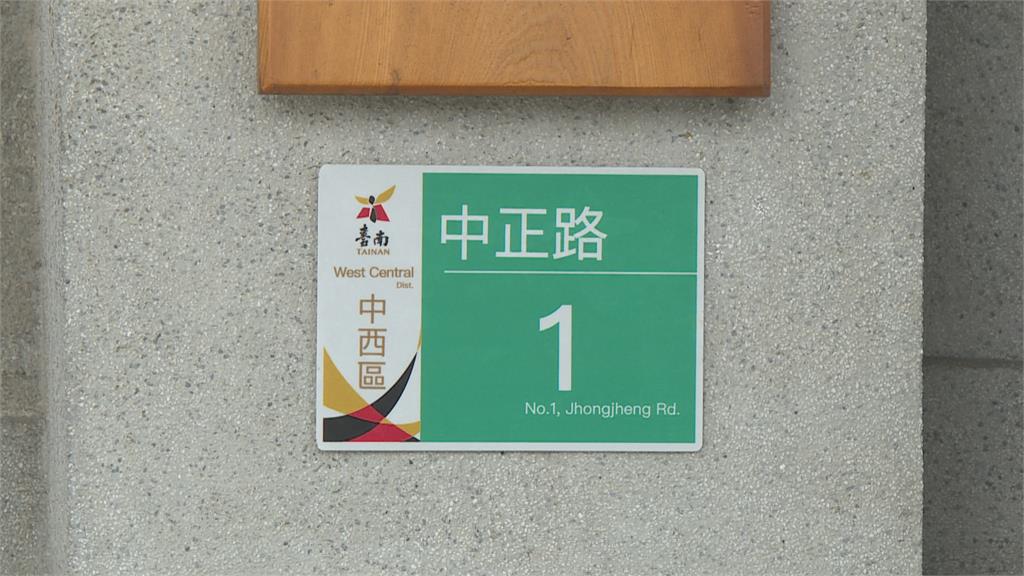 臺南
TAINAN
West Central
Dist.
中西區
中正路
1
No.1, Jhongjheng Rd.